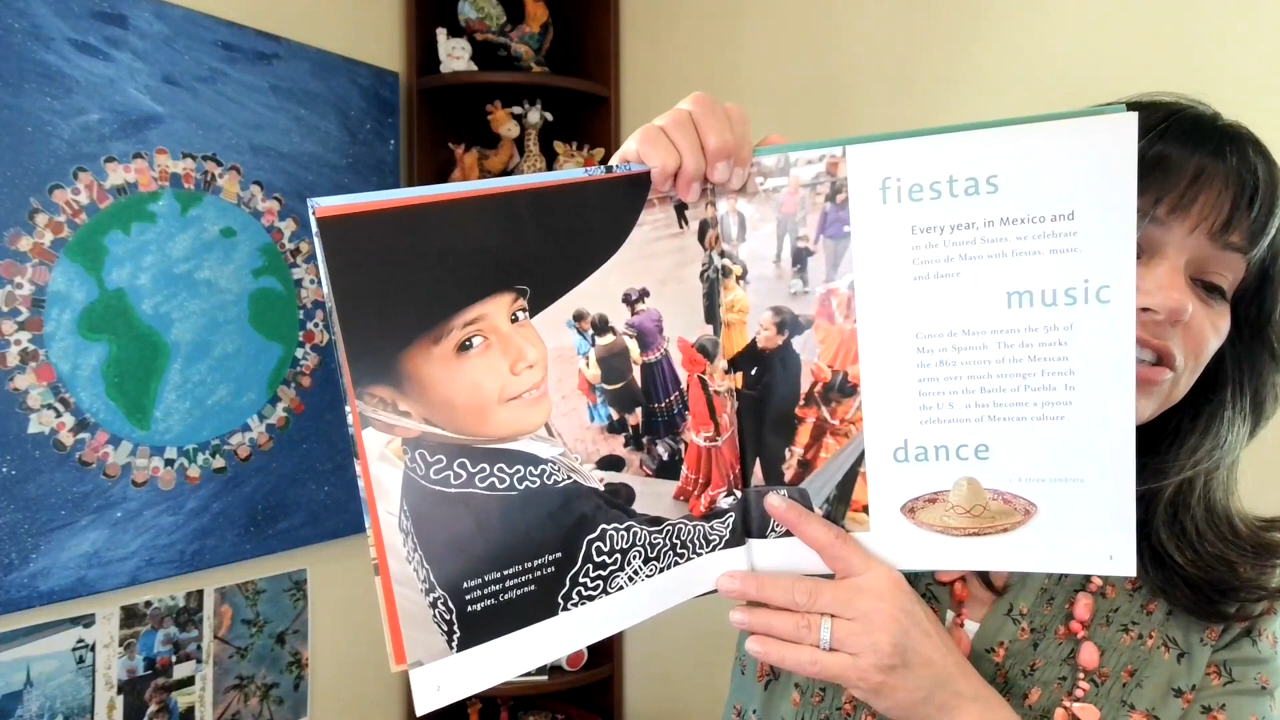 Alain Villa waits to perform
with other dancers in Los
Angeles, California.
2
fiestas
Every year, in Mexico and
in the United States, we celebrate
Cinco de Mayo with fiestas, music,
and dance.
music
Cinco de Mayo means the 5th of
May in Spanish. The day marks
the 1862 victory of the Mexican
army over much stronger French
forces in the Battle of Puebla. In
the U.S., it has become a joyous
celebration of Mexican culture.
dance
A straw sombrero
3